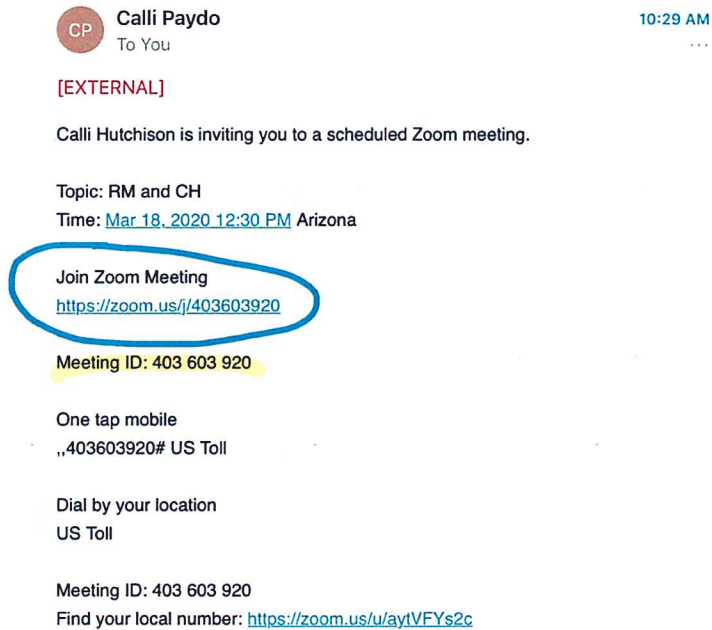 CP
Calli Paydo
10:29 AM
To You
...
[EXTERNAL]
Calli Hutchison is inviting you to a scheduled Zoom meeting.
Topic: RM and CH
Time: Mar 18, 2020 12:30 PM Arizona
Join Zoom Meeting
https://zoom.us/j/403603920
Meeting ID: 403 603 920
One tap mobile
,,403603920# US Toll
Dial by your location
US Toll
Meeting ID: 403 603 920
Find your local number: https://zoom.us/u/aytVFYs2c